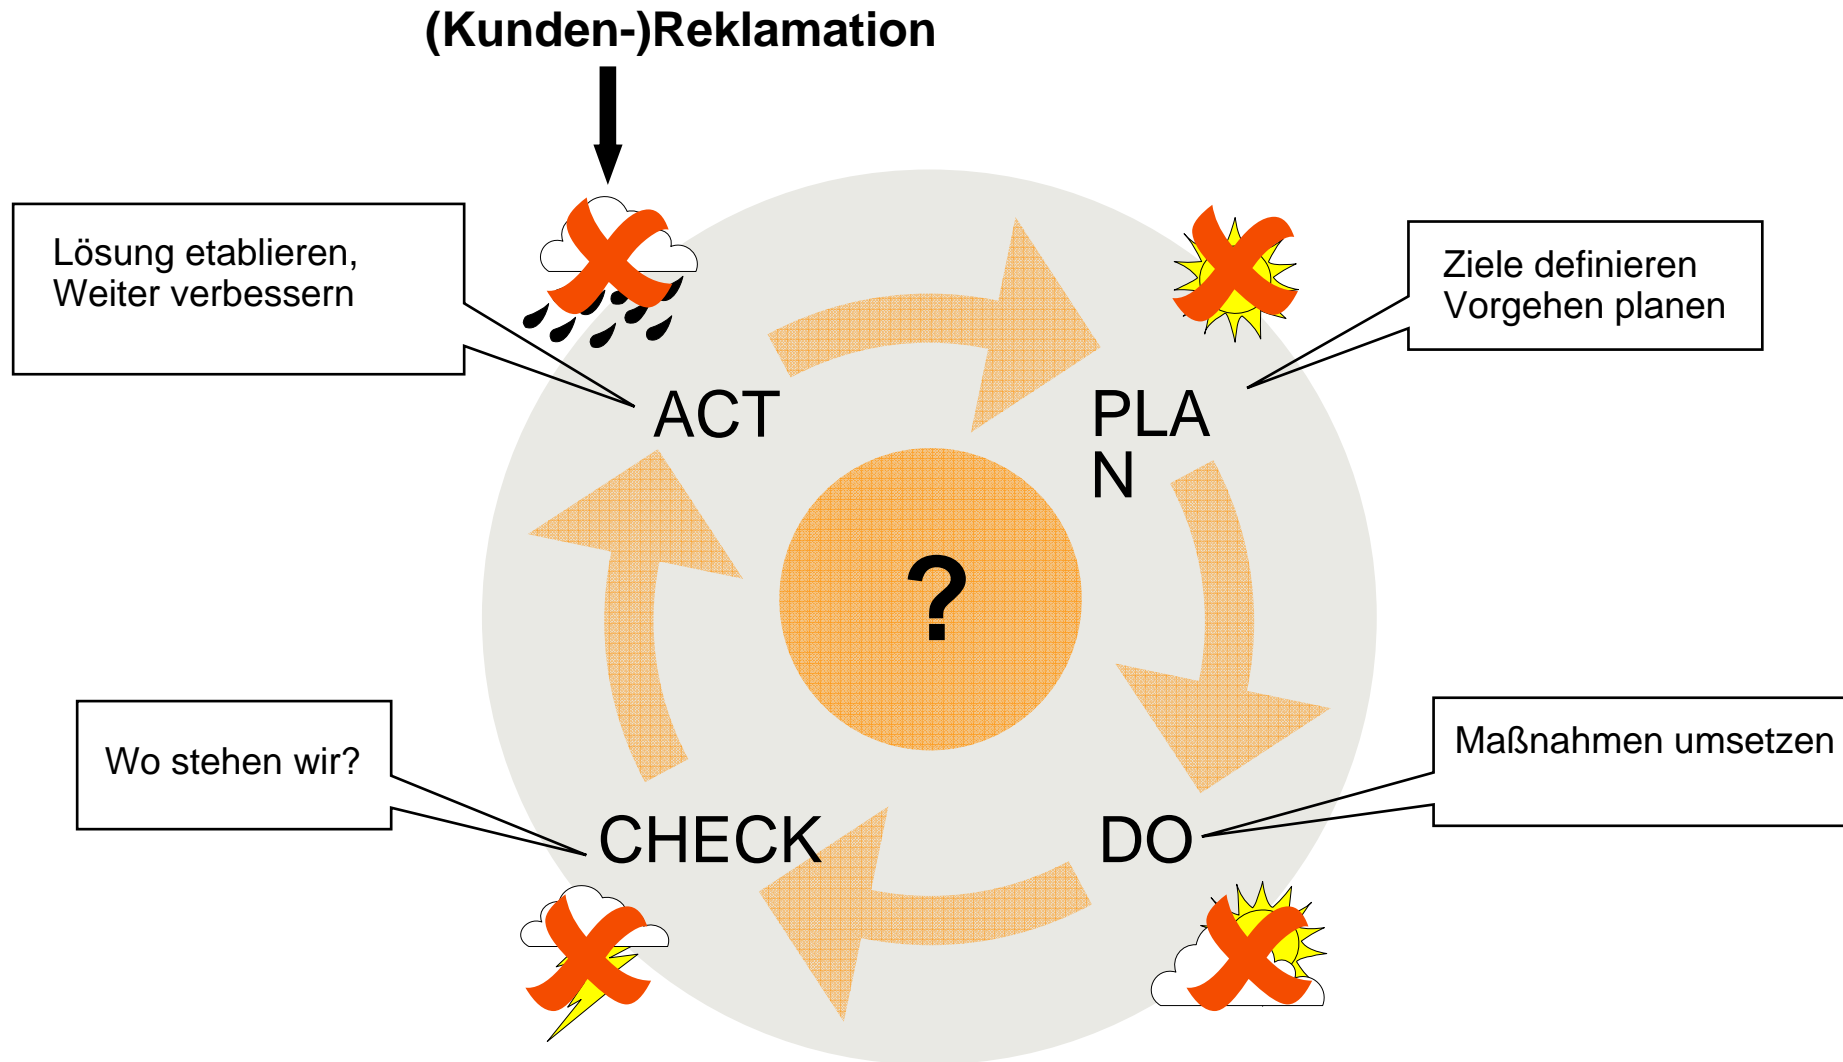 (Kunden-)Reklamation
Lösung etablieren,
Weiter verbessern
Ziele definieren
Vorgehen planen
ACT
PLA
N
?
Wo stehen wir?
Maßnahmen umsetzen
CHECK
DO